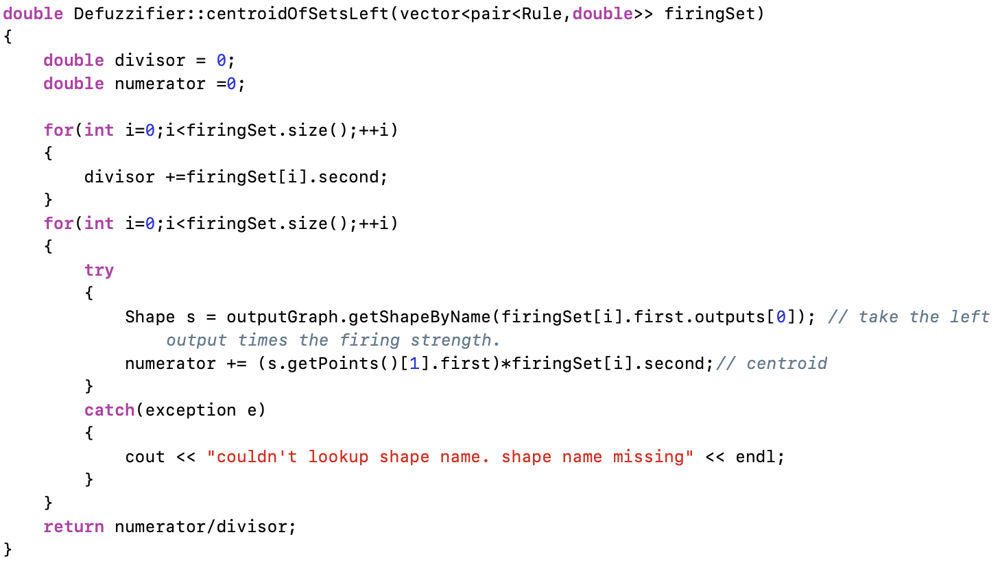 double Defuzzifier::centroidOfSetsLeft(vector<pair<Rule,double>> firingSet)
{
    double divisor = 0;
    double numerator =0;

    for(int i=0;i<firingSet.size();++i)
    {
        divisor +=firingSet[i].second;
    }
    for(int i=0;i<firingSet.size();++i)
    {
        try
        {
            Shape s = outputGraph.getShapeByName(firingSet[i].first.outputs[0]); // take the left
                output times the firing strength.
            numerator += (s.getPoints()[1].first)*firingSet[i].second;// centroid
        }
        catch(exception e)
        {
            cout << "couldn't lookup shape name. shape name missing" << endl;
        }
    }
    return numerator/divisor;
}